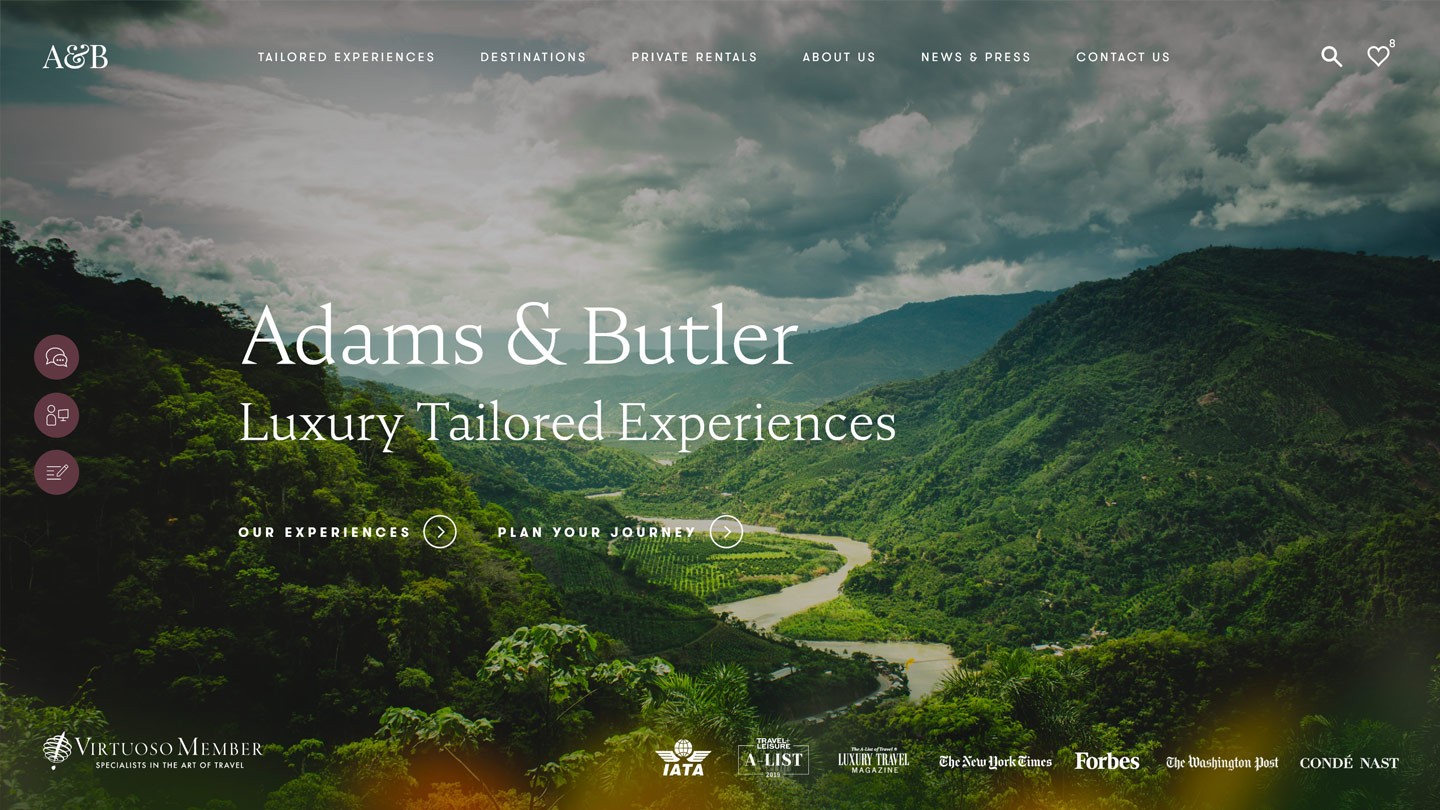 A&B
TAILORED EXPERIENCES
DESTINATIONS
PRIVATE RENTALS
ABOUT US
NEWS & PRESS
CONTACT US
8
Adams & Butler
Luxury Tailored Experiences
OUR EXPERIENCES
PLAN YOUR JOURNEY
VIRTUOSO MEMBER
SPECIALISTS IN THE ART OF TRAVEL
IATA
TRAVEL+
LEISURE
A-LIST
2019
The A-List of Travel &
LUXURY TRAVEL
MAGAZINE
The New York Times
Forbes
The Washington Post
CONDÉ NAST